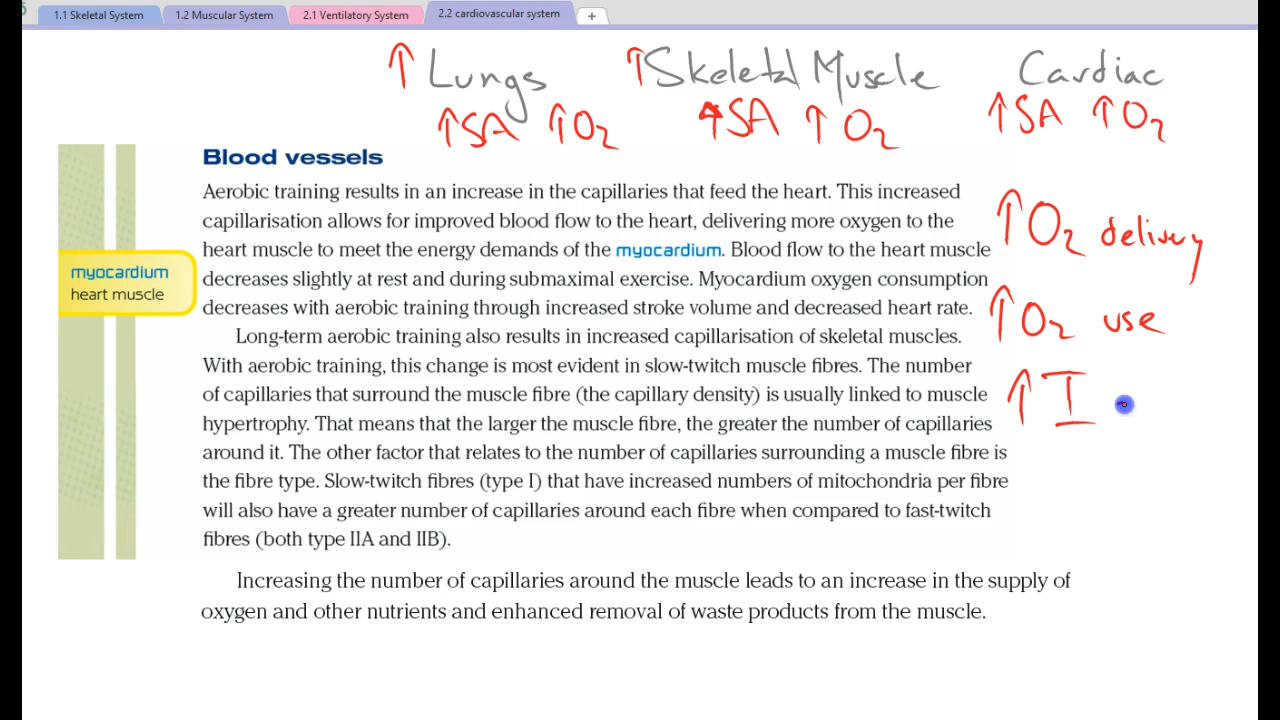 1.1 Skeletal System 1.2 Muscular System 2.1 Ventilatory System 2.2 cardiovascular system +
↑ Lungs ↑ Skeletal Muscle Cardiac
↑SA ↑O2 ↑SA ↑O2 ↑SA ↑O2
Blood vessels
Aerobic training results in an increase in the capillaries that feed the heart. This increased
capillarisation allows for improved blood flow to the heart, delivering more oxygen to the
heart muscle to meet the energy demands of the myocardium. Blood flow to the heart muscle
decreases slightly at rest and during submaximal exercise. Myocardium oxygen consumption
decreases with aerobic training through increased stroke volume and decreased heart rate.
Long-term aerobic training also results in increased capillarisation of skeletal muscles.
With aerobic training, this change is most evident in slow-twitch muscle fibres. The number
of capillaries that surround the muscle fibre (the capillary density) is usually linked to muscle
hypertrophy. That means that the larger the muscle fibre, the greater the number of capillaries
around it. The other factor that relates to the number of capillaries surrounding a muscle fibre is
the fibre type. Slow-twitch fibres (type I) that have increased numbers of mitochondria per fibre
will also have a greater number of capillaries around each fibre when compared to fast-twitch
fibres (both type IIA and IIB).
Increasing the number of capillaries around the muscle leads to an increase in the supply of
oxygen and other nutrients and enhanced removal of waste products from the muscle.
myocardium
heart muscle
↑O2 delivery
↑O2 use
↑ I